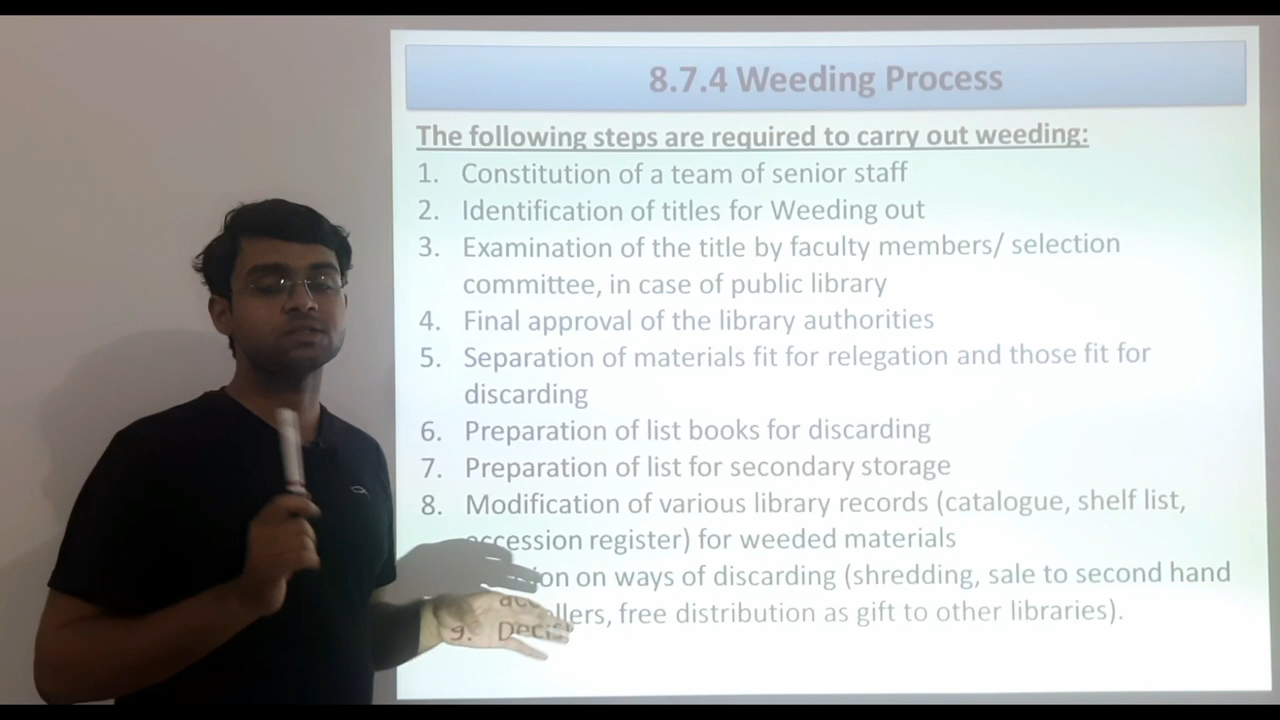 8.7.4 Weeding Process
The following steps are required to carry out weeding:
1. Constitution of a team of senior staff
2. Identification of titles for Weeding out
3. Examination of the title by faculty members/ selection
committee, in case of public library
4. Final approval of the library authorities
5. Separation of materials fit for relegation and those fit for
discarding
6. Preparation of list books for discarding
7. Preparation of list for secondary storage
8. Modification of various library records (catalogue, shelf list,
accession register) for weeded materials
9. Decision on ways of discarding (shredding, sale to second hand
free distribution as gift to other libraries).